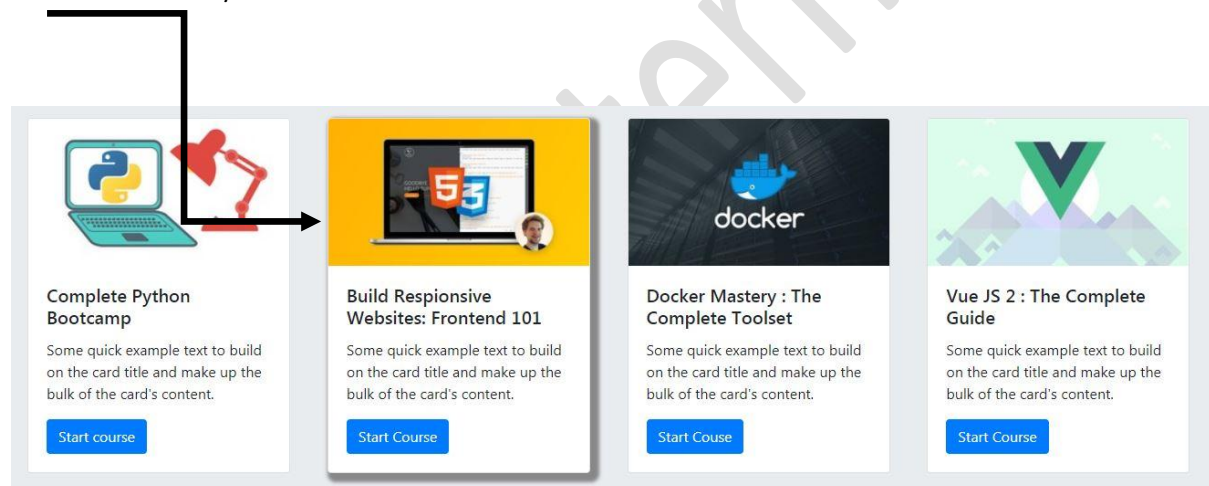 docker
Complete Python
Bootcamp
Some quick example text to build
on the card title and make up the
bulk of the card's content.
Start course
Build Respionsive
Websites: Frontend 101
Some quick example text to build
on the card title and make up the
bulk of the card's content.
Start Course
Docker Mastery : The
Complete Toolset
Some quick example text to build
on the card title and make up the
bulk of the card's content.
Start Couse
Vue JS 2 : The Complete
Guide
Some quick example text to build
on the card title and make up the
bulk of the card's content.
Start Course